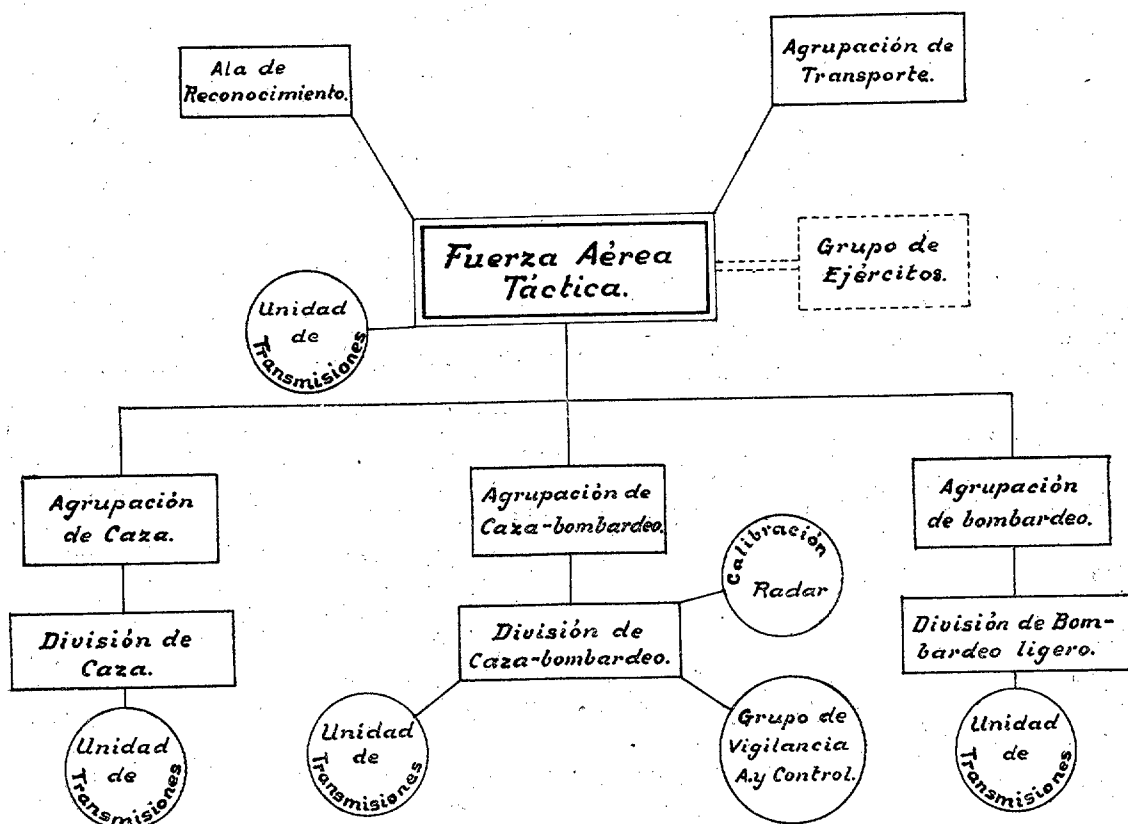 Ala de
Reconocimiento.
Agrupación de
Transporte.
Fuerza Aérea
Táctica.
Grupo de
Ejércitos.
Unidad
de
Transmisiones
Agrupación
de Caza.
Agrupación de
Caza-bombardeo.
Agrupación
de bombardeo.
Calibración
Radar
División de
Caza.
División de
Caza-bombardeo.
División de Bom-
bardeo ligero.
Unidad
de
Transmisiones
Unidad
de
Transmisiones
Grupo de
Vigilancia
A.y Control.
Unidad
de
Transmisiones